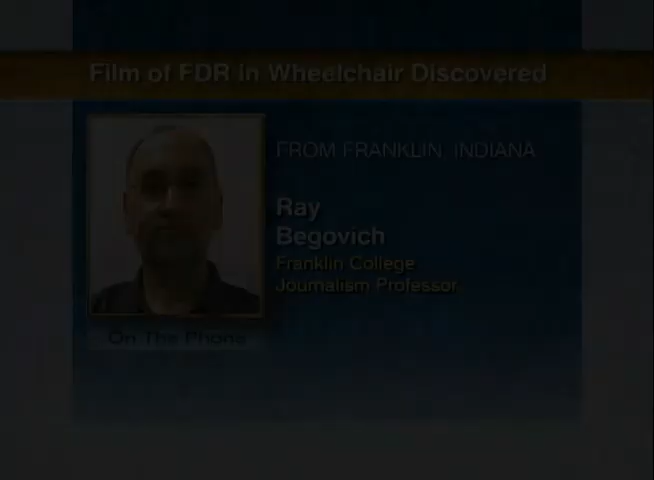 Film of FDR in Wheelchair Discovered
FROM FRANKLIN, INDIANA
Ray
Begovich
Franklin College
Journalism Professor
On The Phone